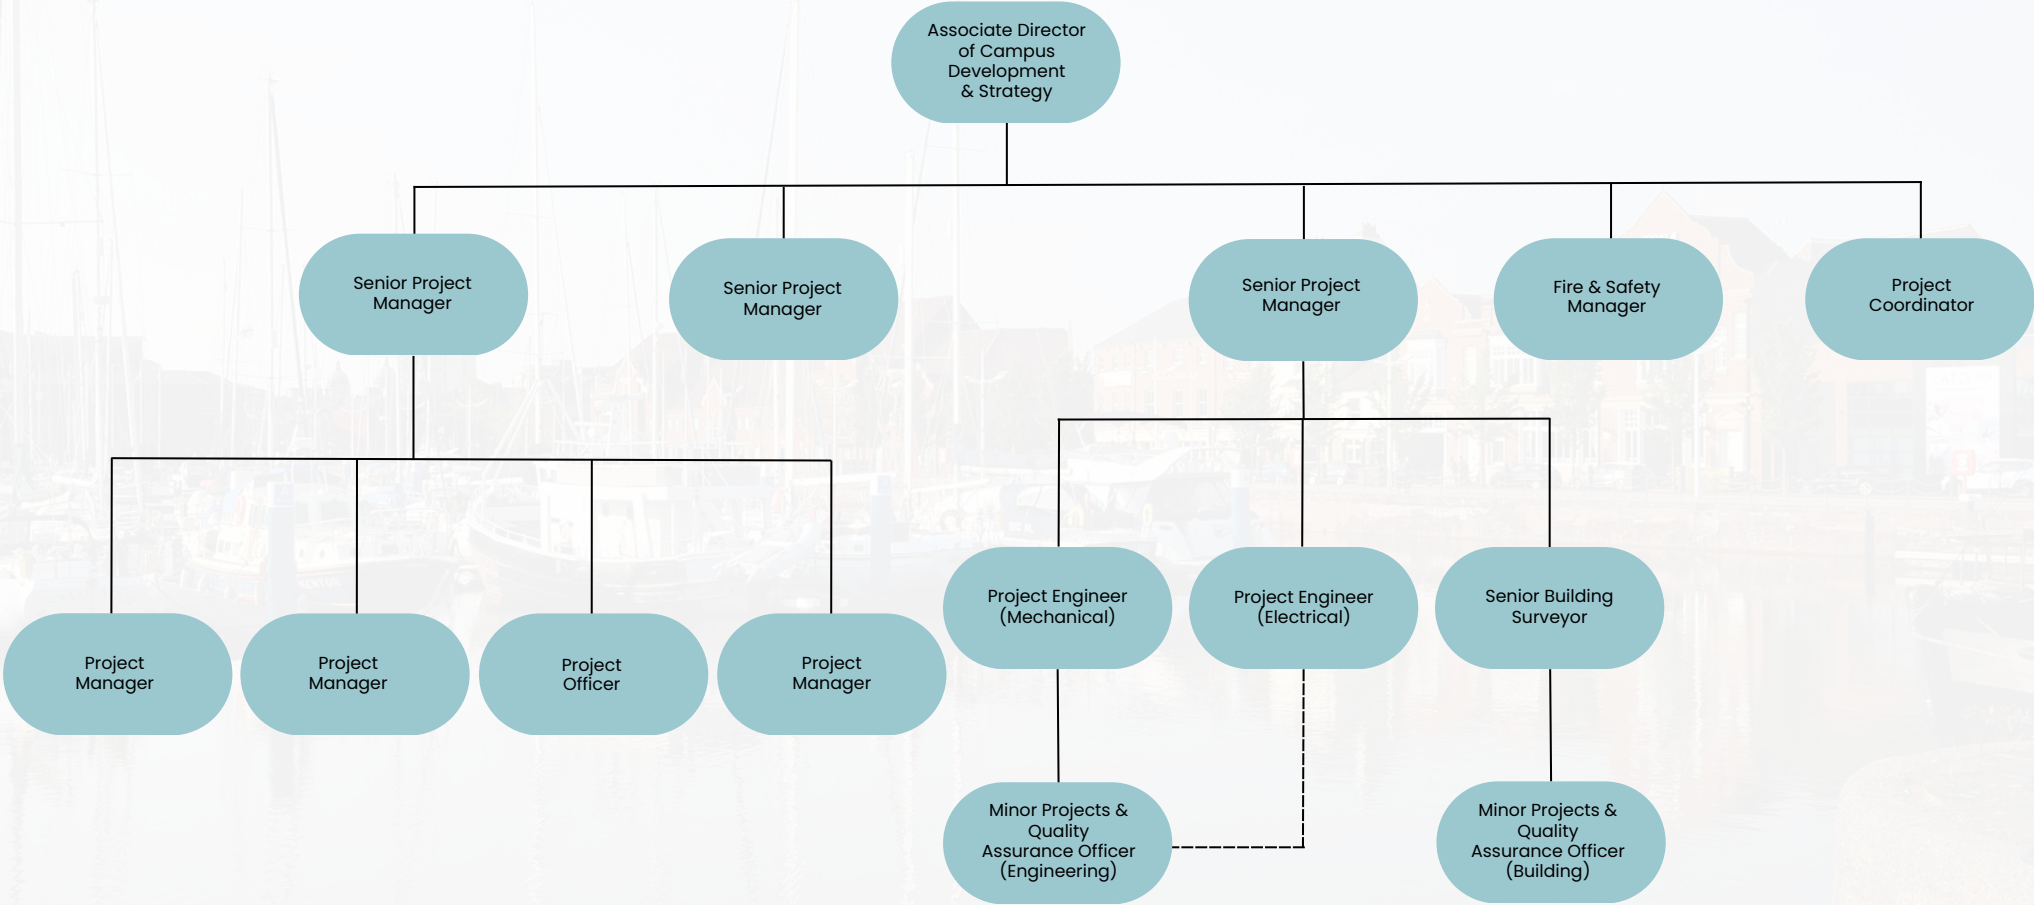 Associate Director
of Campus
Development
& Strategy
Senior Project
Manager
Senior Project
Manager
Senior Project
Manager
Fire & Safety
Manager
Project
Coordinator
Project
Manager
Project
Manager
Project
Officer
Project
Manager
Project Engineer
(Mechanical)
Project Engineer
(Electrical)
Senior Building
Surveyor
Minor Projects &
Quality
Assurance Officer
(Engineering)
Minor Projects &
Quality
Assurance Officer
(Building)